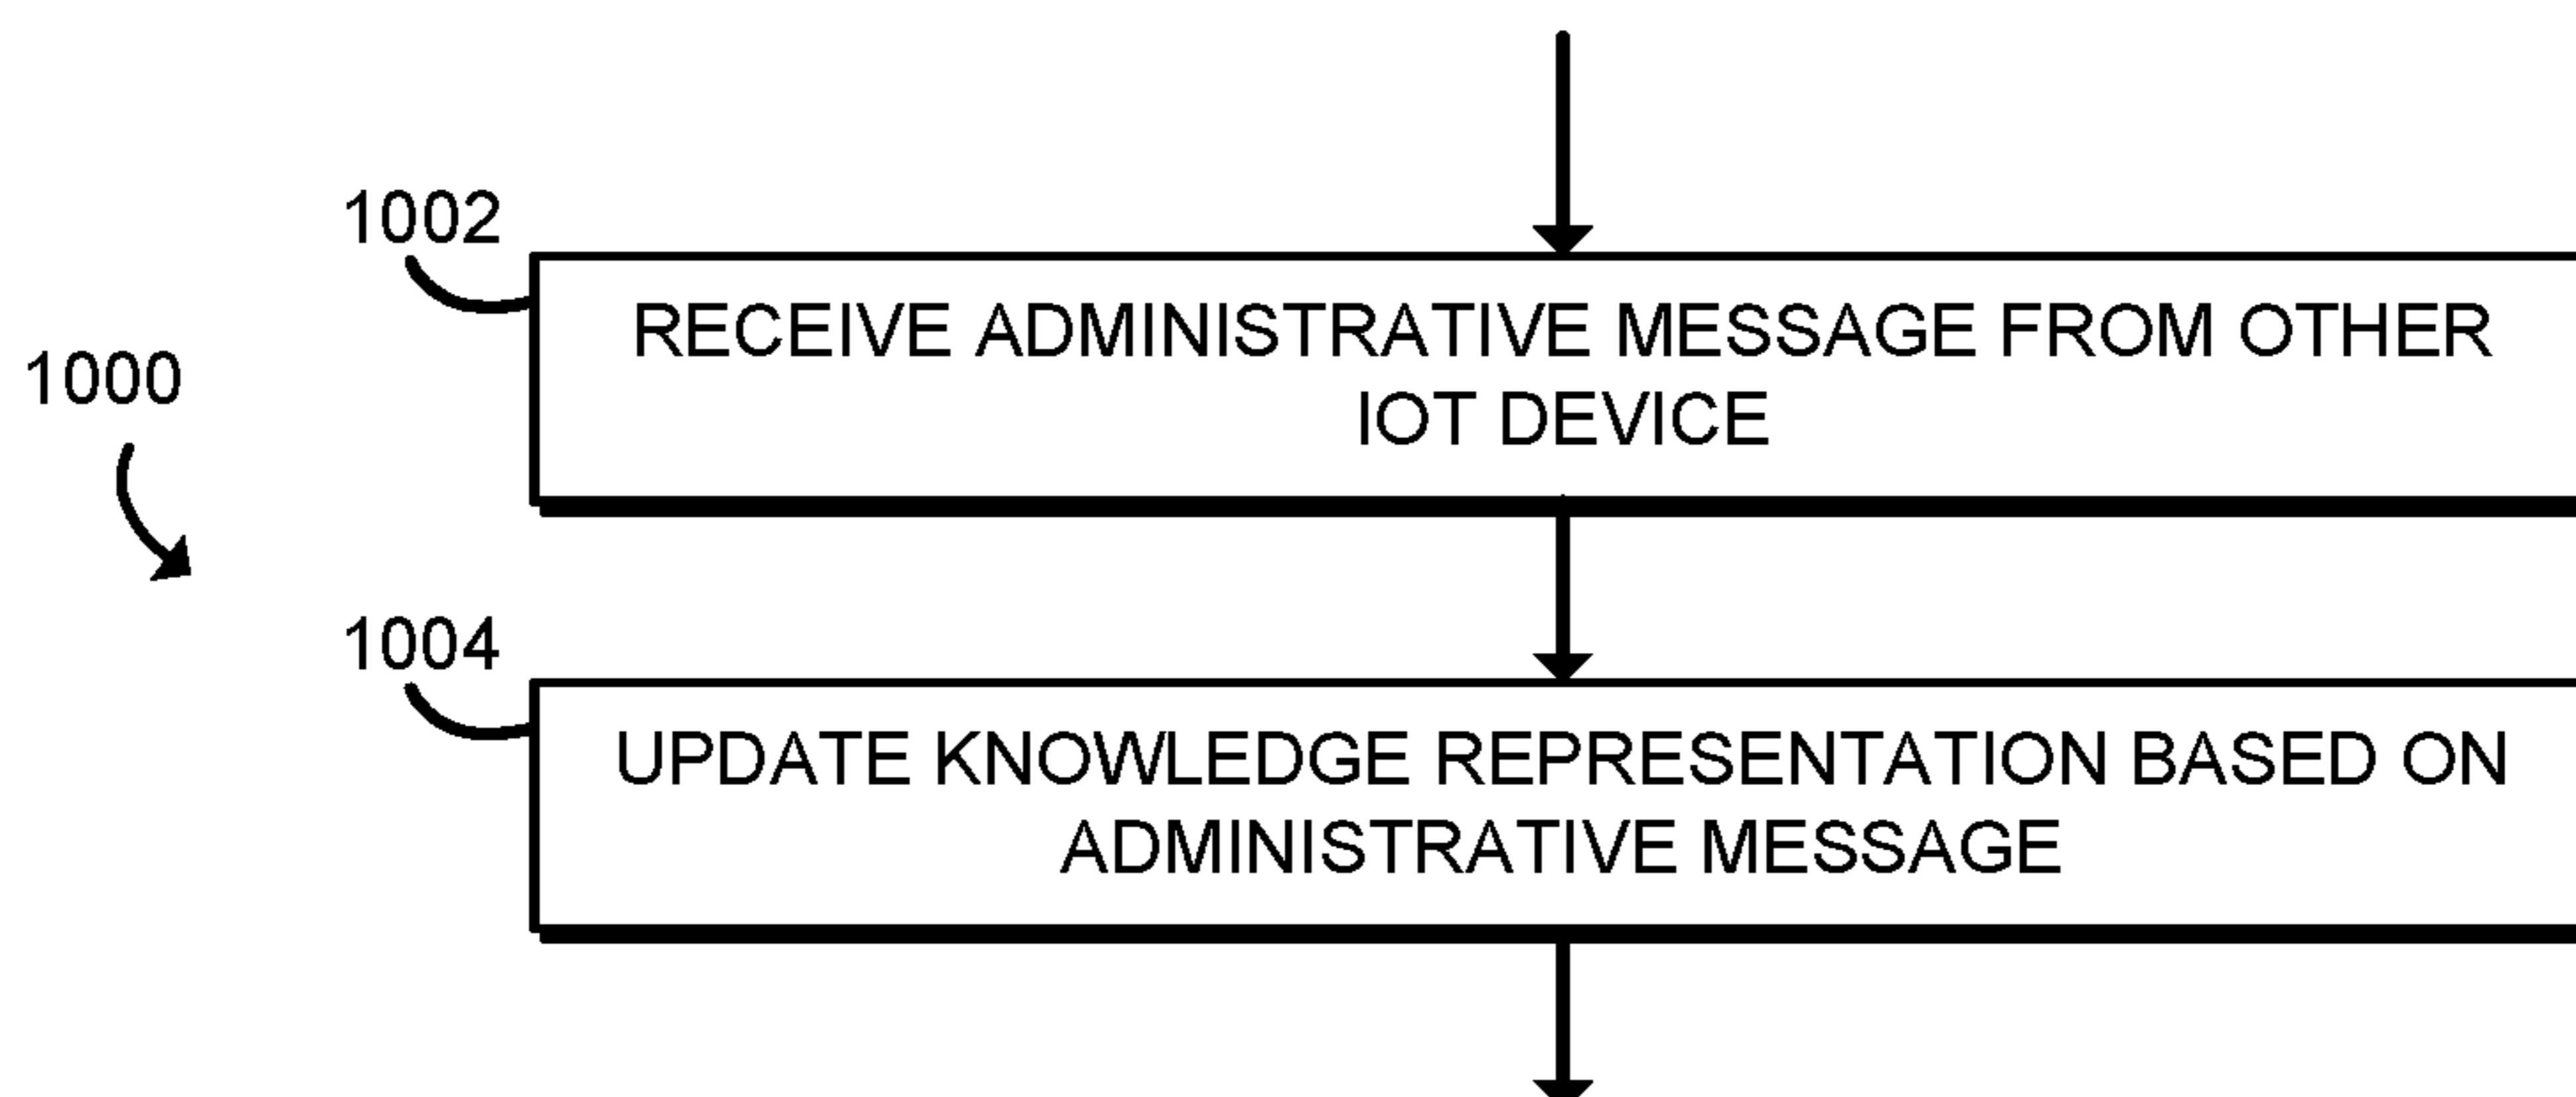 1002
RECEIVE ADMINISTRATIVE MESSAGE FROM OTHER
IOT DEVICE
1000
1004
UPDATE KNOWLEDGE REPRESENTATION BASED ON
ADMINISTRATIVE MESSAGE